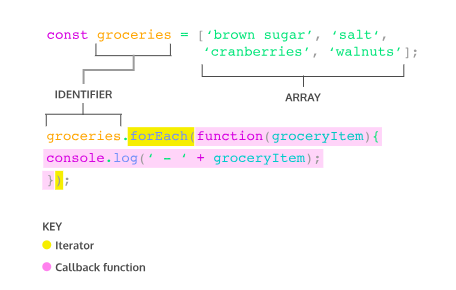 const groceries = [‘brown sugar’, ‘salt‘,
‘cranberries’, ‘walnuts‘];
IDENTIFIER
ARRAY
groceries.forEach(function(groceryItem){
console.log(‘ - ‘ + groceryItem);
});
KEY
Iterator
Callback function